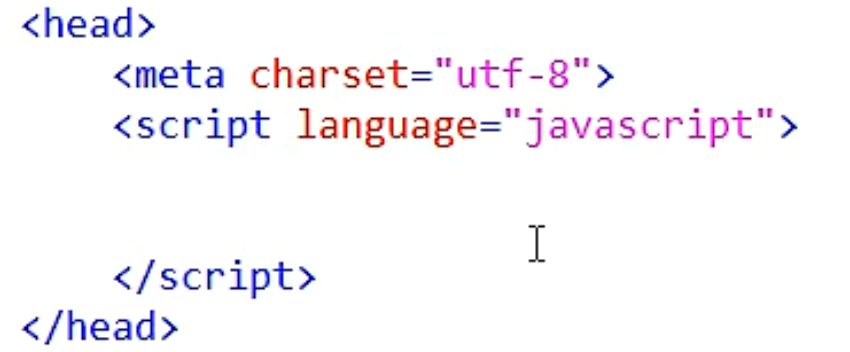 <head>
<meta charset="utf-8">
<script language="javascript">
</script>
</head>